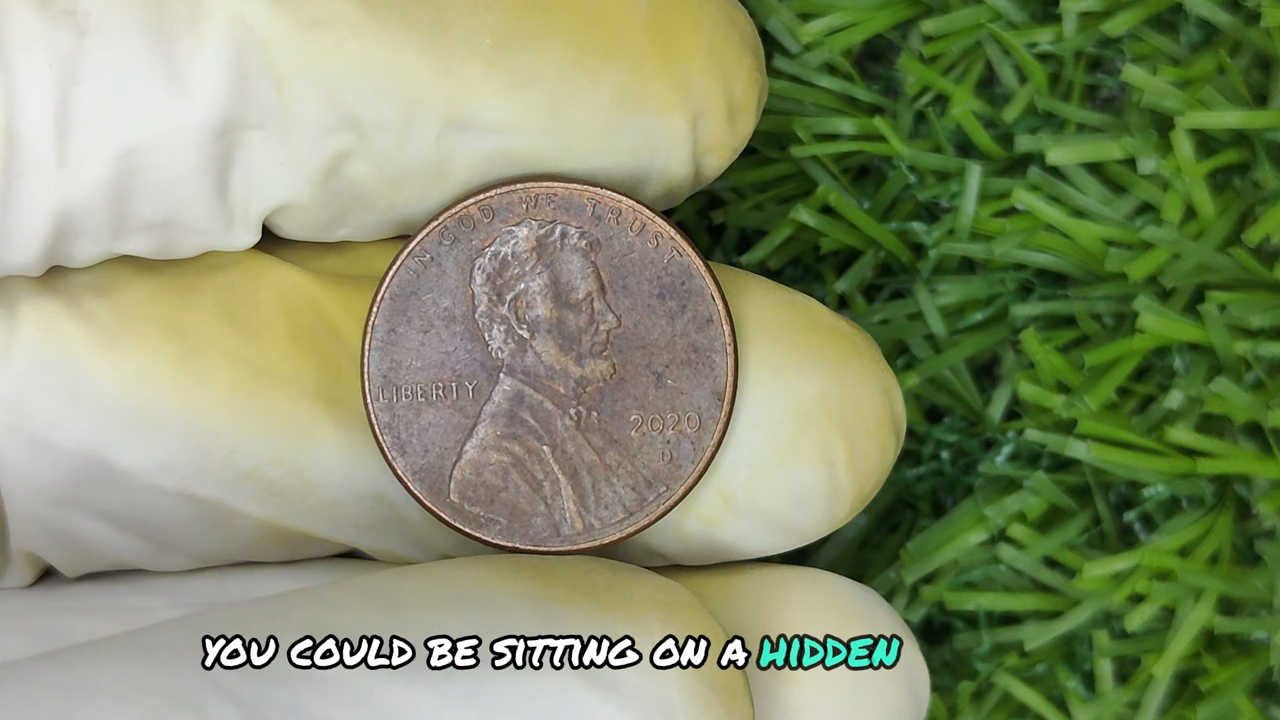 IN GOD WE TRUST
LIBERTY
2020
D
YOU COULD BE SITTING ON A HIDDEN